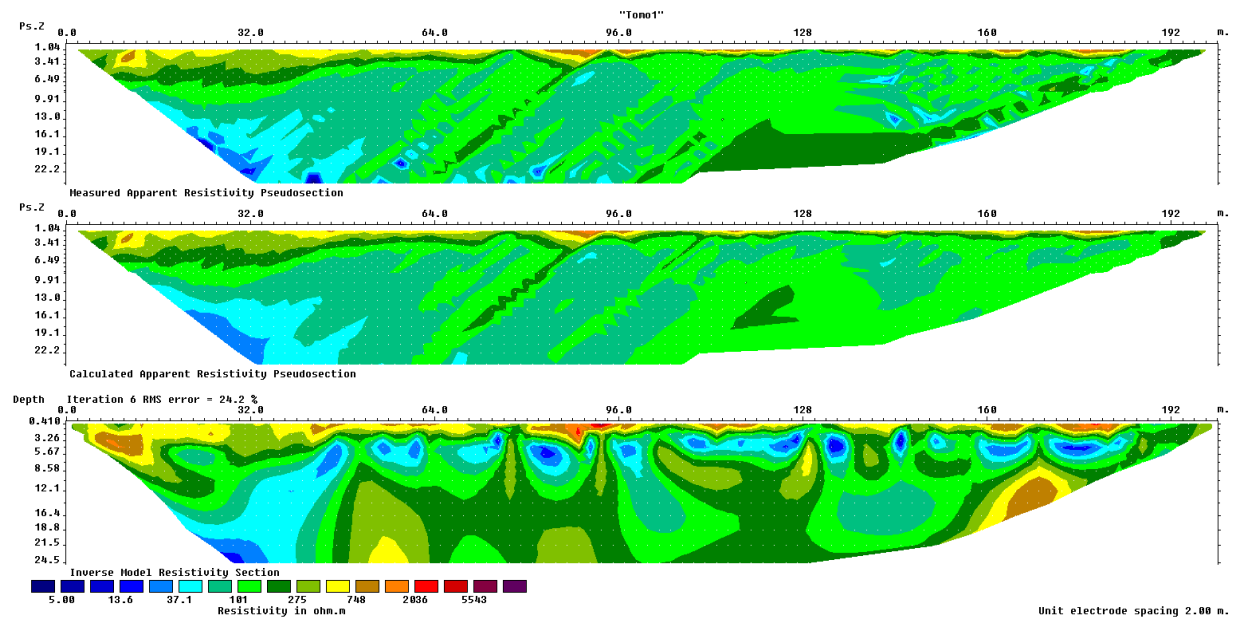 "Tomo1"
Ps.Z 0.0 32.0 64.0 96.0 128 160 192 m.
1.04
3.41
6.49
9.91
13.0
16.1
19.1
22.2
Measured Apparent Resistivity Pseudosection
Ps.Z 0.0 32.0 64.0 96.0 128 160 192 m.
1.04
3.41
6.49
9.91
13.0
16.1
19.1
22.2
Calculated Apparent Resistivity Pseudosection
Depth Iteration 6 RMS error = 24.2 %
0.0 32.0 64.0 96.0 128 160 192 m.
0.410
3.26
5.67
8.58
12.1
16.4
18.8
21.5
24.5
Inverse Model Resistivity Section
5.00 13.6 37.1 101 275 748 2036 5543
Resistivity in ohm.m
Unit electrode spacing 2.00 m.